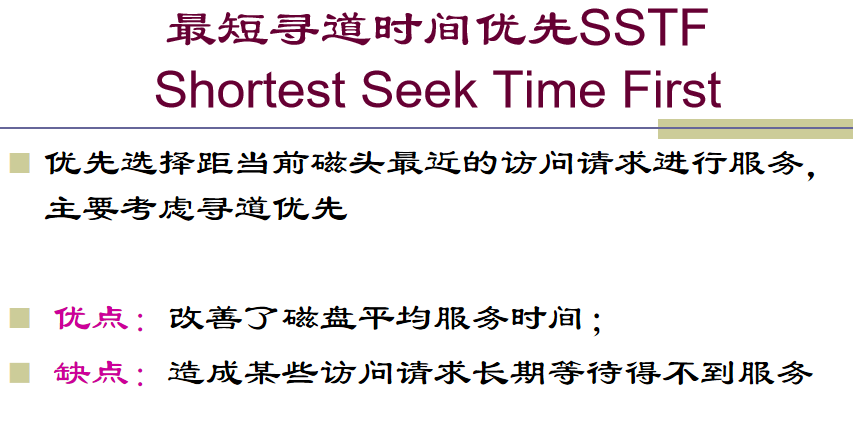 最短寻道时间优先SSTF
Shortest Seek Time First
优先选择距当前磁头最近的访问请求进行服务，
主要考虑寻道优先
优点：改善了磁盘平均服务时间；
缺点：造成某些访问请求长期等待得不到服务